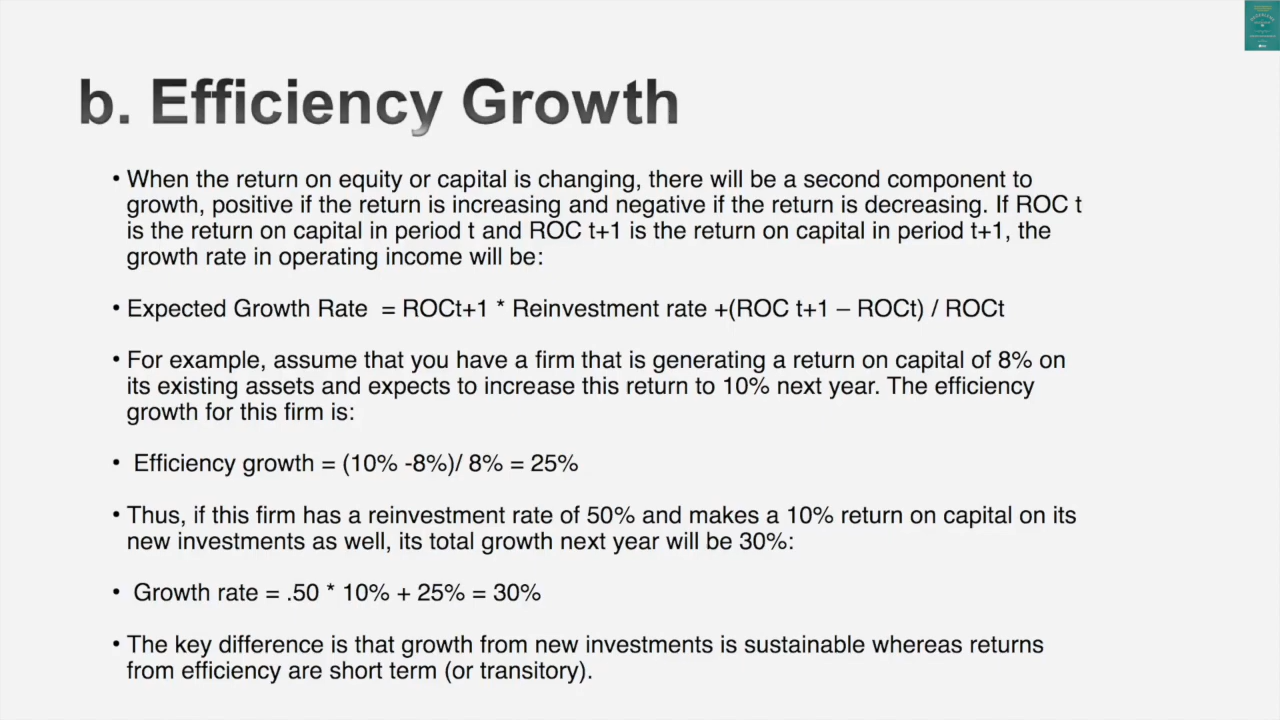 b. Efficiency Growth
• When the return on equity or capital is changing, there will be a second component to
growth, positive if the return is increasing and negative if the return is decreasing. If ROC t
is the return on capital in period t and ROC t+1 is the return on capital in period t+1, the
growth rate in operating income will be:
• Expected Growth Rate  = ROCt+1 * Reinvestment rate +(ROC t+1 – ROCt) / ROCt
• For example, assume that you have a firm that is generating a return on capital of 8% on
its existing assets and expects to increase this return to 10% next year. The efficiency
growth for this firm is:
•  Efficiency growth = (10% -8%)/ 8% = 25%
• Thus, if this firm has a reinvestment rate of 50% and makes a 10% return on capital on its
new investments as well, its total growth next year will be 30%:
•  Growth rate = .50 * 10% + 25% = 30%
• The key difference is that growth from new investments is sustainable whereas returns
from efficiency are short term (or transitory).